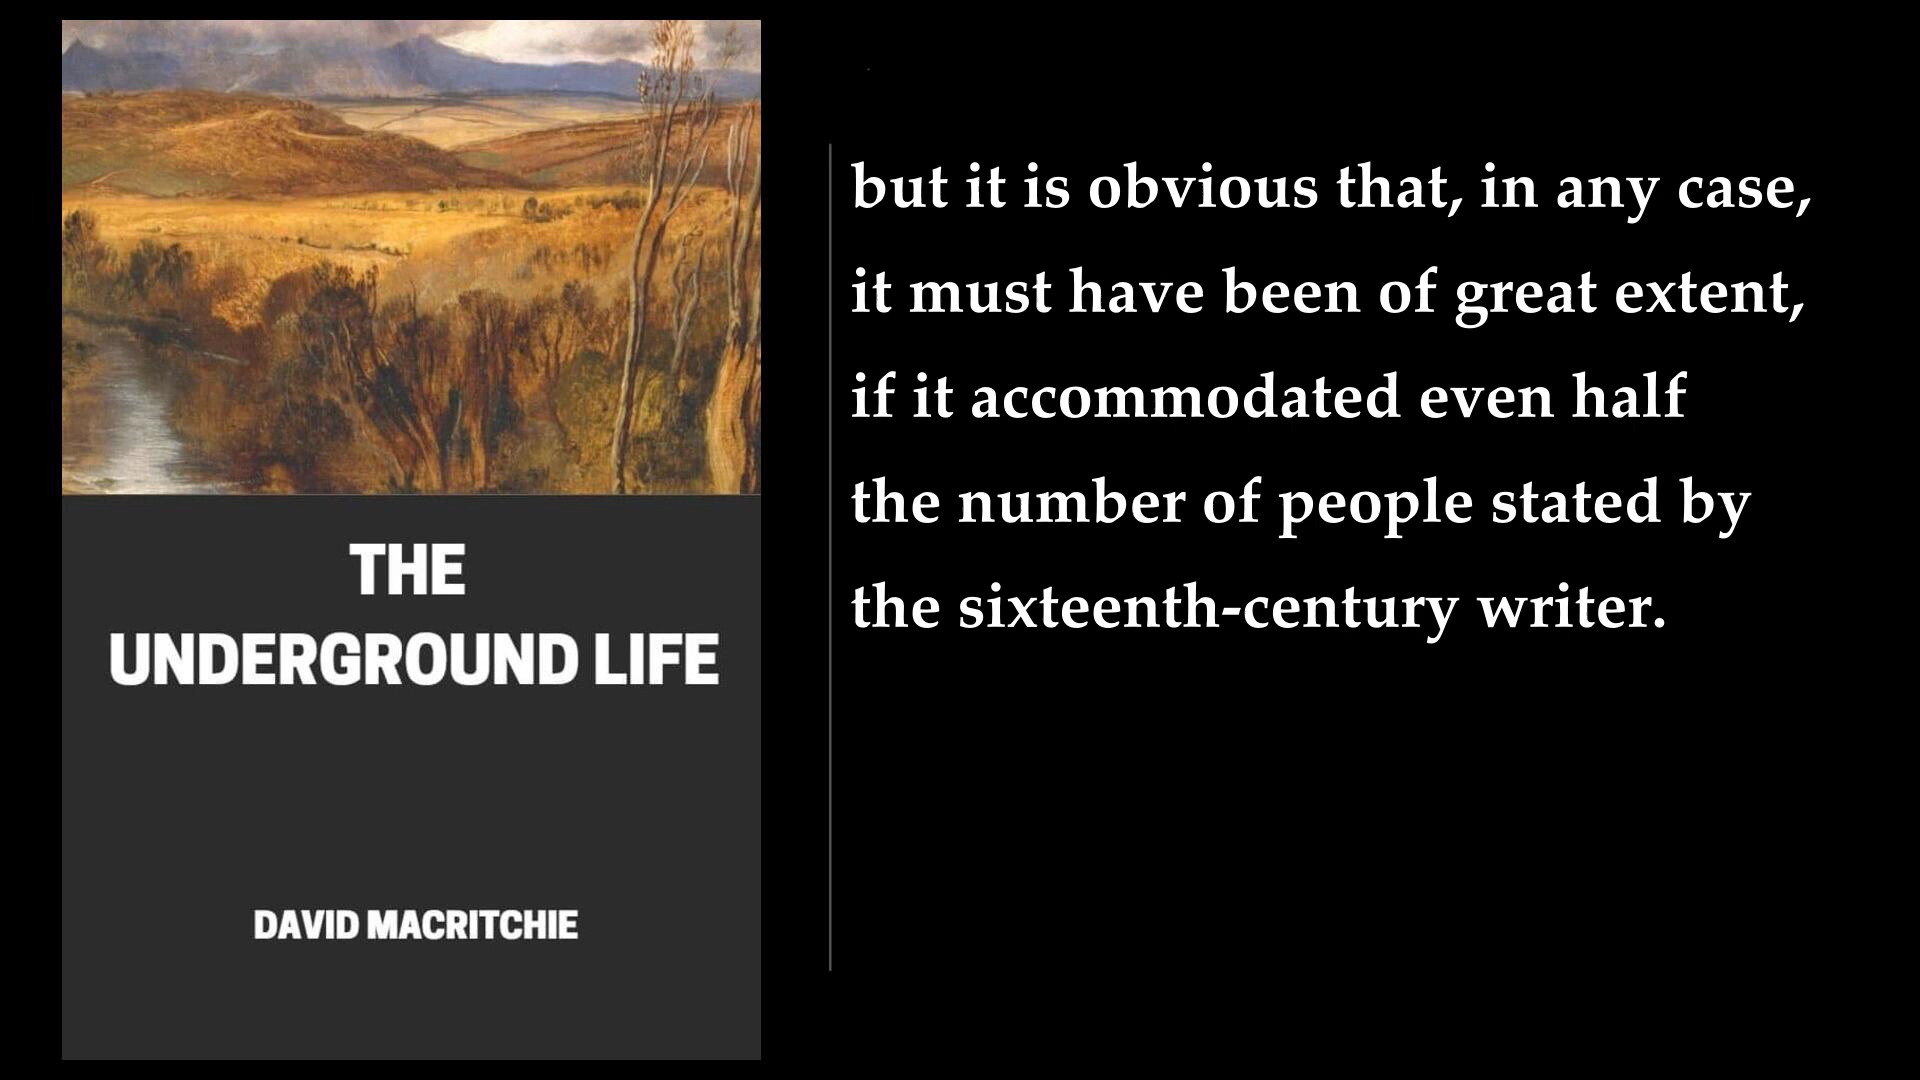 THE
UNDERGROUND LIFE
DAVID MACRITCHIE
but it is obvious that, in any case,
it must have been of great extent,
if it accommodated even half
the number of people stated by
the sixteenth-century writer.